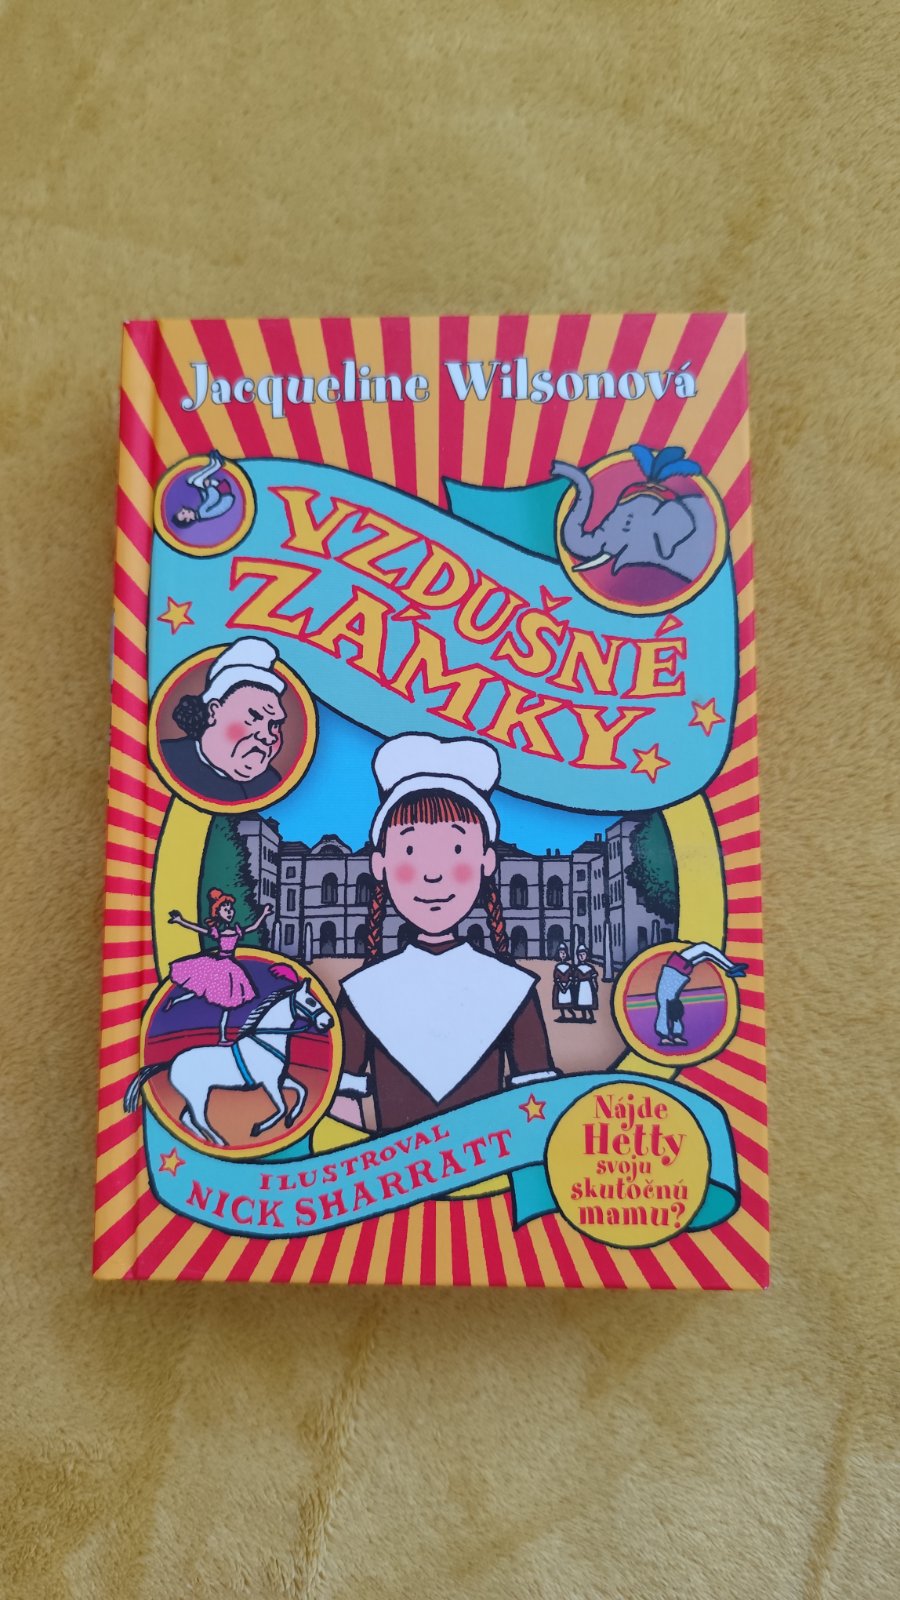 Jacqueline Wilsonová
VZDUŠNÉ
ZÁMKY
ILUSTROVAL
NICK SHARRATT
Nájde
Hetty
svoju
skutočnú
mamu?